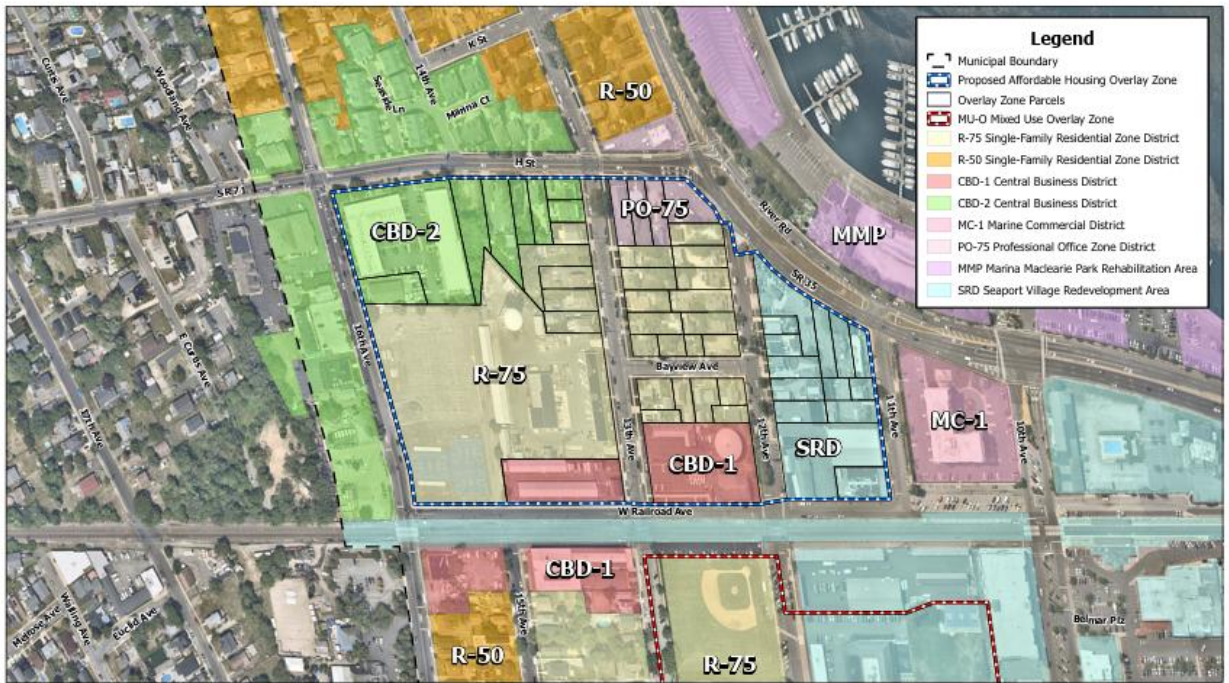 Legend
Municipal Boundary
Proposed Affordable Housing Overlay Zone
Overlay Zone Parcels
MU-O Mixed Use Overlay Zone
R-75 Single-Family Residential Zone District
R-50 Single-Family Residential Zone District
CBD-1 Central Business District
CBD-2 Central Business District
MC-1 Marine Commercial District
PO-75 Professional Office Zone District
MMP Marina Maclearie Park Rehabilitation Area
SRD Seaport Village Redevelopment Area
Curtis Ave
Woodland Ave
Seaside Ln
14th Ave
K St
Marina Ct
R-50
H St
SR 71
CBD-2
PO-75
River Rd
MMP
SR 35
16th Ave
E Curtis Ave
R-75
Bayview Ave
17th Ave
13th Ave
12th Ave
11th Ave
MC-1
10th Ave
CBD-1
SRD
W Railroad Ave
CBD-1
15th Ave
Melrose Ave
Walling Ave
Euclid Ave
Belmar Plz
R-50
R-75